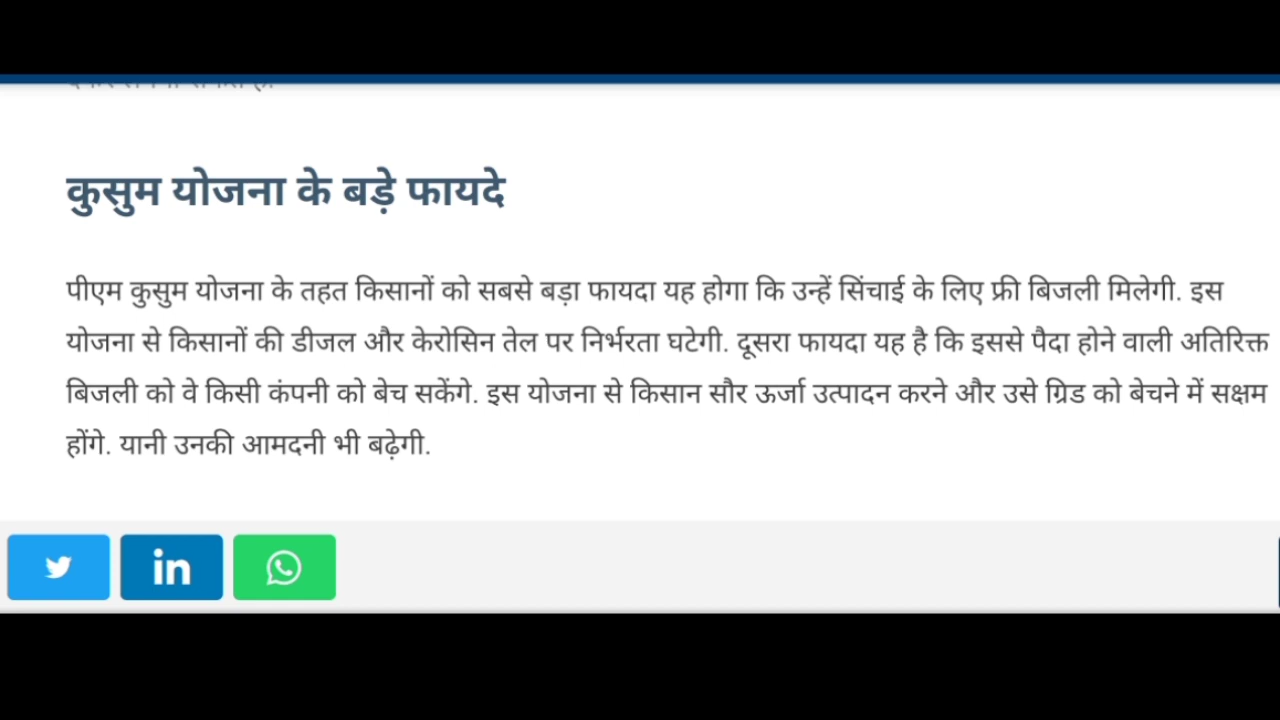 कुसुम योजना के बड़े फायदे
पीएम कुसुम योजना के तहत किसानों को सबसे बड़ा फायदा यह होगा कि उन्हें सिंचाई के लिए फ्री बिजली मिलेगी. इस
योजना से किसानों की डीजल और केरोसिन तेल पर निर्भरता घटेगी. दूसरा फायदा यह है कि इससे पैदा होने वाली अतिरिक्त
बिजली को वे किसी कंपनी को बेच सकेंगे. इस योजना से किसान सौर ऊर्जा उत्पादन करने और उसे ग्रिड को बेचने में सक्षम
होंगे. यानी उनकी आमदनी भी बढ़ेगी.
in